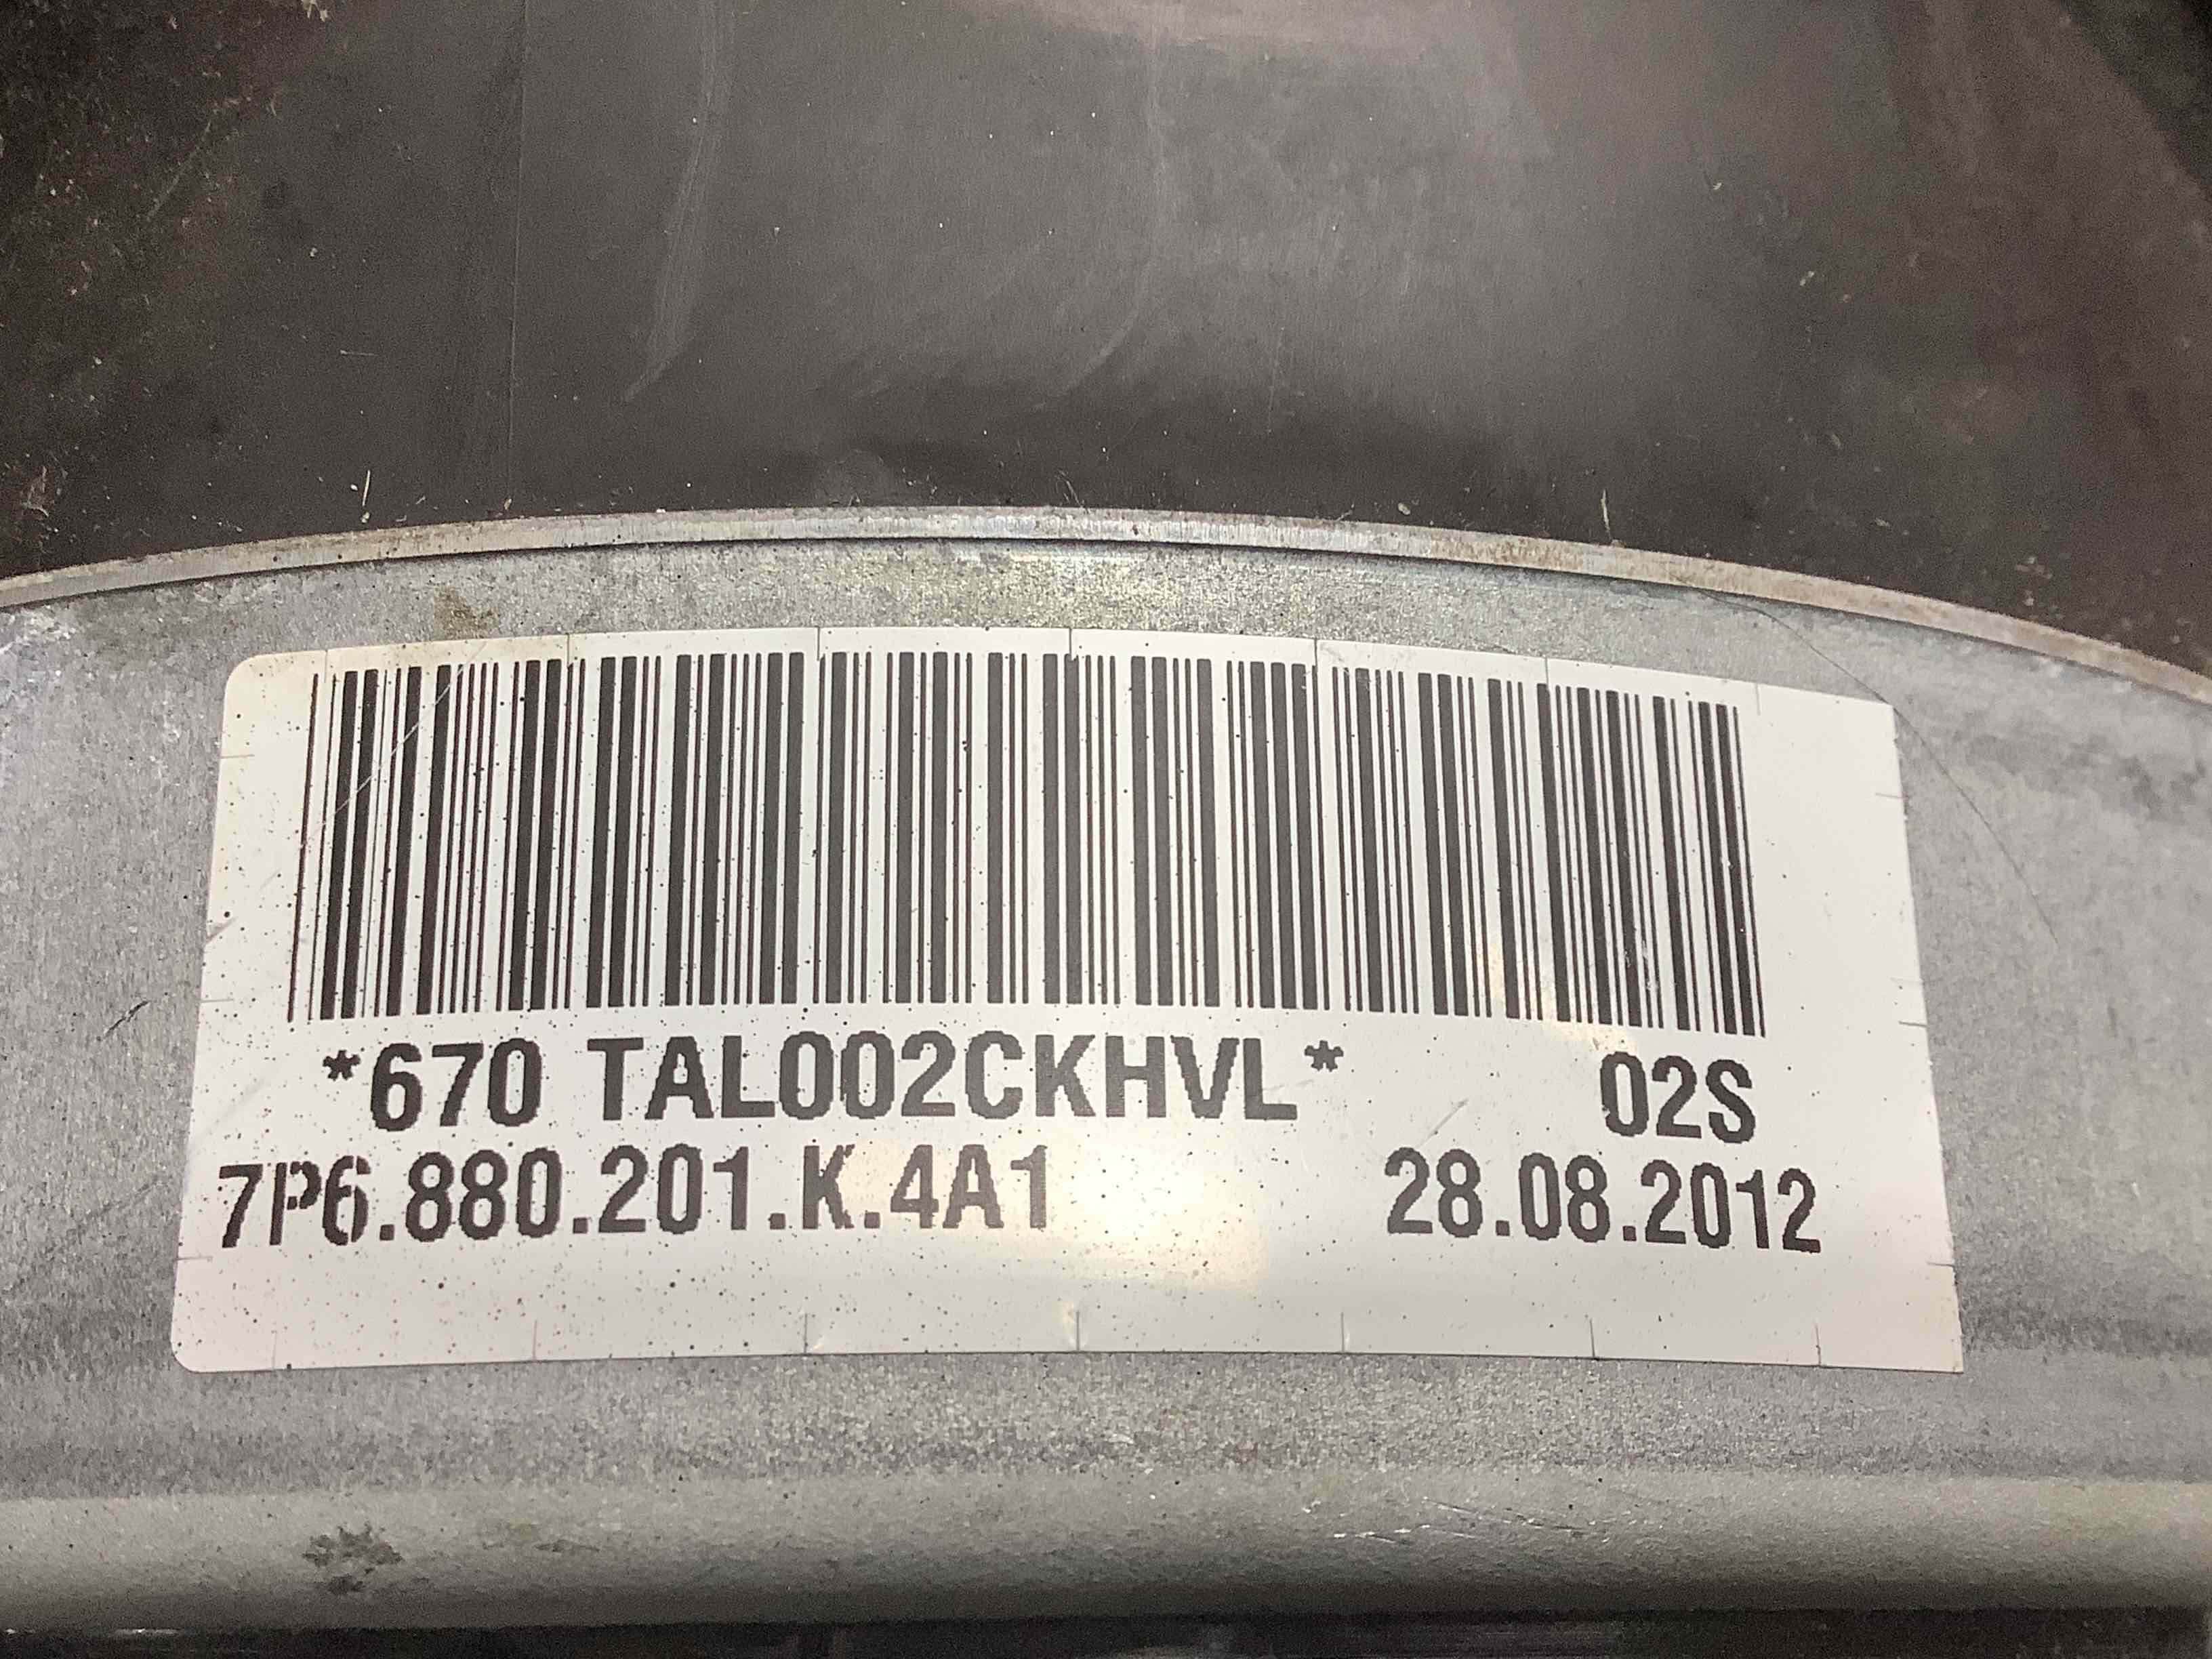 *670 TAL002CKHVL* 02S
7P6.880.201.K.4A1 28.08.2012